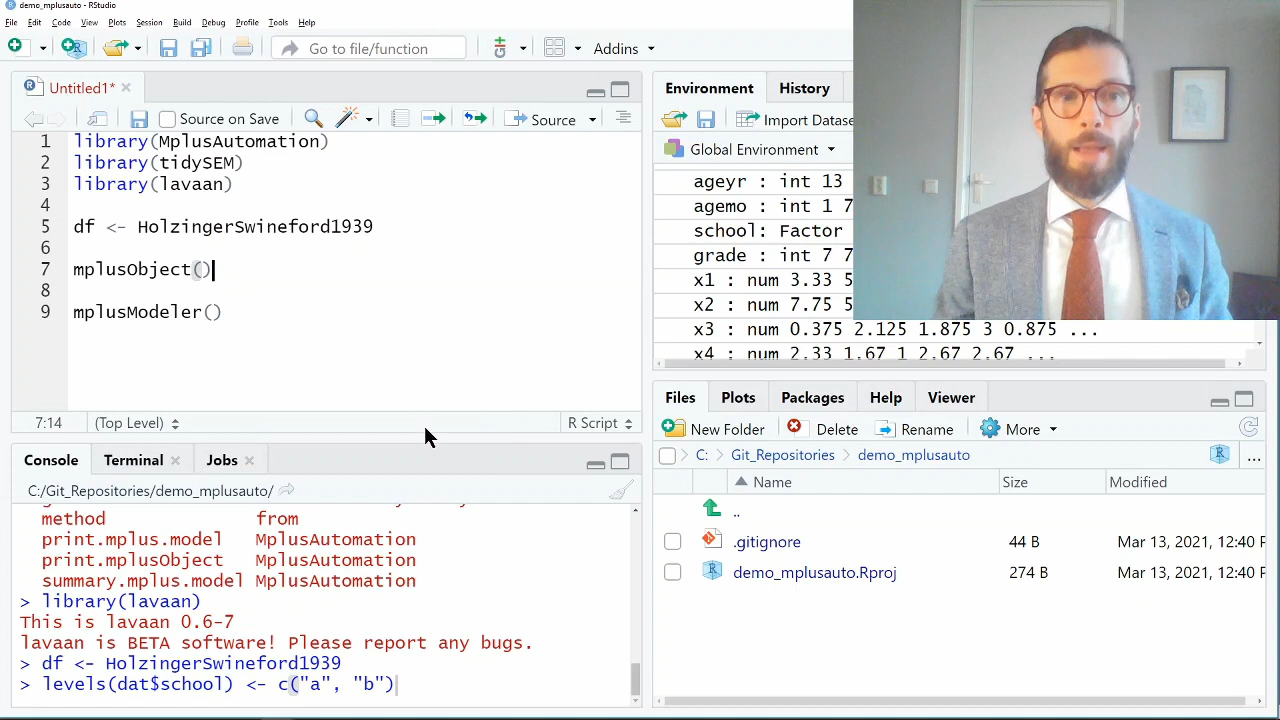 demo_mplusauto - RStudio
File Edit Code View Plots Session Build Debug Profile Tools Help
Go to file/function Addins
Untitled1*
Source on Save Source
1 library(MplusAutomation)
2 library(tidySEM)
3 library(lavaan)
4
5 df <- HolzingerSwineford1939
6
7 mplusObject()
8
9 mplusModeler()
7:14 (Top Level) R Script
Console Terminal Jobs
C:/Git_Repositories/demo_mplusauto/
method from
print.mplus.model MplusAutomation
print.mplusObject MplusAutomation
summary.mplus.model MplusAutomation
> library(lavaan)
This is lavaan 0.6-7
lavaan is BETA software! Please report any bugs.
> df <- HolzingerSwineford1939
> levels(dat$school) <- c("a", "b")
Environment History
Import Datase
Global Environment
ageyr : int 13
agemo : int 1 7
school: Factor
grade : int 7 7
x1 : num 3.33 5
x2 : num 7.75 5
x3 : num 0.375 2.125 1.875 3 0.875 ...
x4 : num 2.33 1.67 1 2.67 2.67 ...
Files Plots Packages Help Viewer
New Folder Delete Rename More
C: Git_Repositories demo_mplusauto ...
Name Size Modified
..
.gitignore 44 B Mar 13, 2021, 12:40 P
demo_mplusauto.Rproj 274 B Mar 13, 2021, 12:40 P